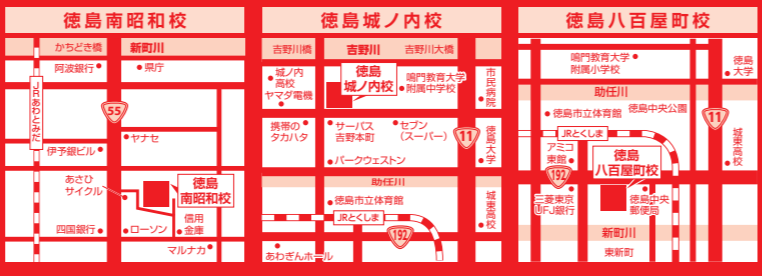 徳島南昭和校
かちどき橋
新町川
阿波銀行
県庁
JRあわとみだ
55
ヤナセ
伊予銀ビル
あさひ
サイクル
徳島
南昭和校
信用
金庫
四国銀行
ローソン
マルナカ
徳島城ノ内校
吉野川橋
吉野川
吉野川大橋
城ノ内
高校
ヤマダ電機
徳島
城ノ内校
鳴門教育大学
附属中学校
市民病院
携帯の
タカハタ
サーパス
吉野本町
セブン
(スーパー)
11
徳島大学
パークウェストン
助任川
徳島市立体育館
JRとくしま
城東高校
192
あわぎんホール
徳島八百屋町校
鳴門教育大学
附属小学校
徳島
大学
助任川
徳島市立体育館
徳島中央公園
11
JRとくしま
アミコ
東館
城東高校
192
徳島
八百屋町校
三菱東京
UFJ銀行
徳島中央
郵便局
新町川
東新町